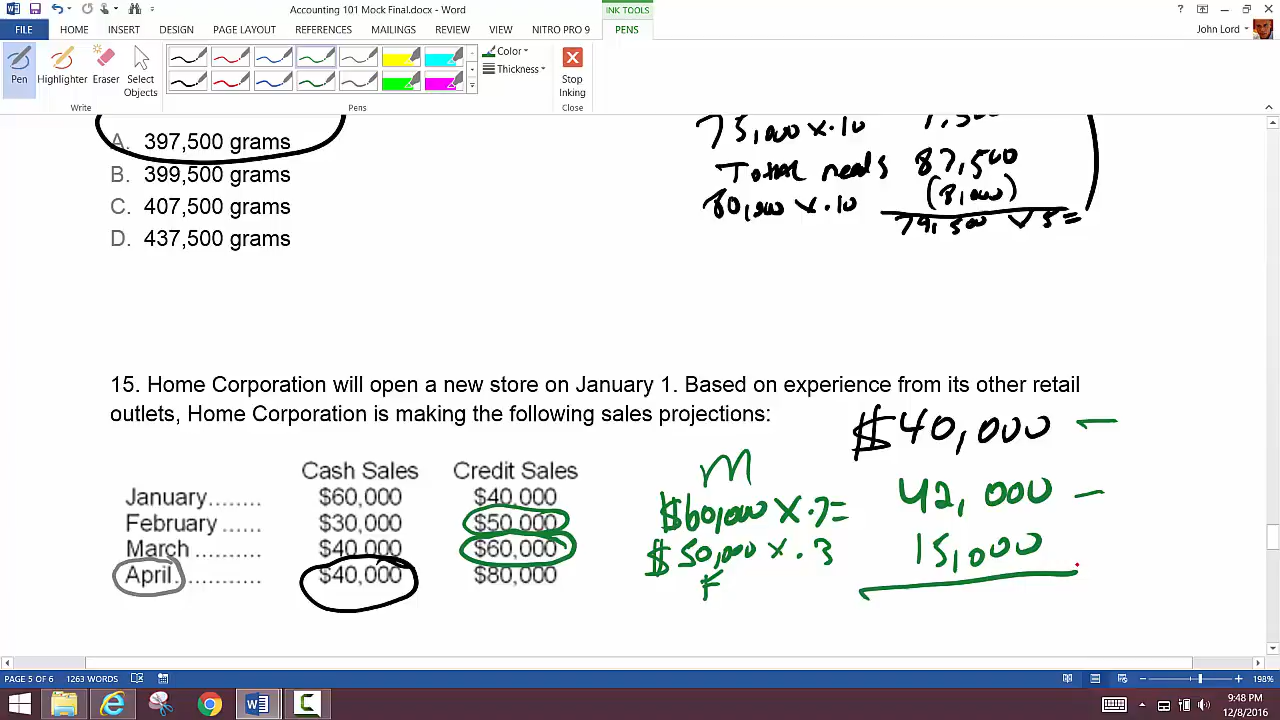 Accounting 101 Mock Final.docx - Word
INK TOOLS
FILE HOME INSERT DESIGN PAGE LAYOUT REFERENCES MAILINGS REVIEW VIEW NITRO PRO 9 PENS
John Lord
Pen Highlighter Eraser Select Objects
Color
Thickness
Stop Inking
Write Pens Close
A. 397,500 grams
B. 399,500 grams
C. 407,500 grams
D. 437,500 grams
75,000 x .10 7,500
Total needs 87,500
80,000 x .10 (8,000)
79,500 x 5 =
15. Home Corporation will open a new store on January 1. Based on experience from its other retail
outlets, Home Corporation is making the following sales projections:
Cash Sales Credit Sales
January........ $60,000 $40,000
February ...... $30,000 $50,000
March .......... $40,000 $60,000
April............. $40,000 $80,000
$40,000 -
M
$60,000 x .7 = 42,000 -
$50,000 x .3 15,000
F
PAGE 5 OF 6 1263 WORDS
198%
9:48 PM
12/8/2016